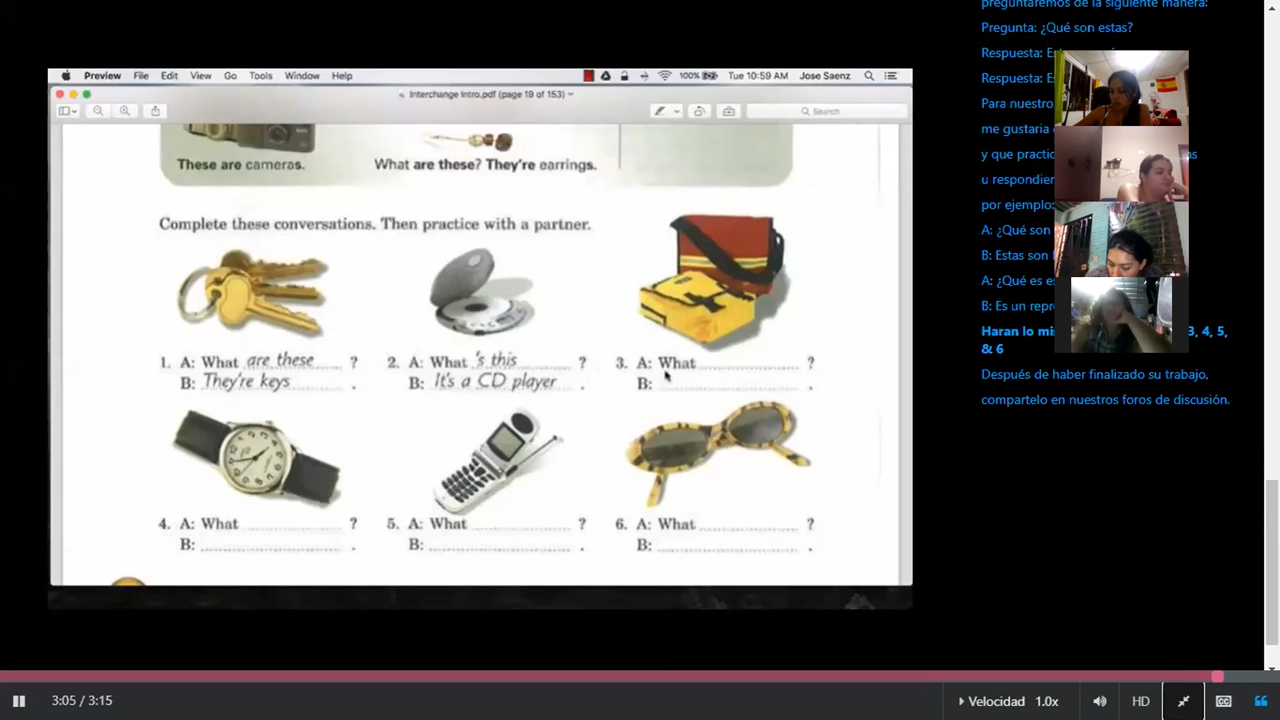 preguntaremos de la siguiente manera:
Pregunta: ¿Qué son estas?
Respuesta:
Respuesta:
Para nuestro
me gustaria
y que practic as
u respondien
por ejemplo:
A: ¿Qué son
B: Estas son
A: ¿Qué es es
B: Es un repr
Haran lo mis 3, 4, 5,
& 6
Después de haber finalizado su trabajo,
compartelo en nuestros foros de discusión.
Preview File Edit View Go Tools Window Help 100% Tue 10:59 AM Jose Saenz
Interchange Intro.pdf (page 19 of 153)
Search
These are cameras. What are these? They're earrings.
Complete these conversations. Then practice with a partner.
1. A: What are these ? 2. A: What 's this ? 3. A: What ?
B: They're keys . B: It's a CD player . B: .
4. A: What ? 5. A: What ? 6. A: What ?
B: . B: . B: .
3:05 / 3:15 Velocidad 1.0x HD CC